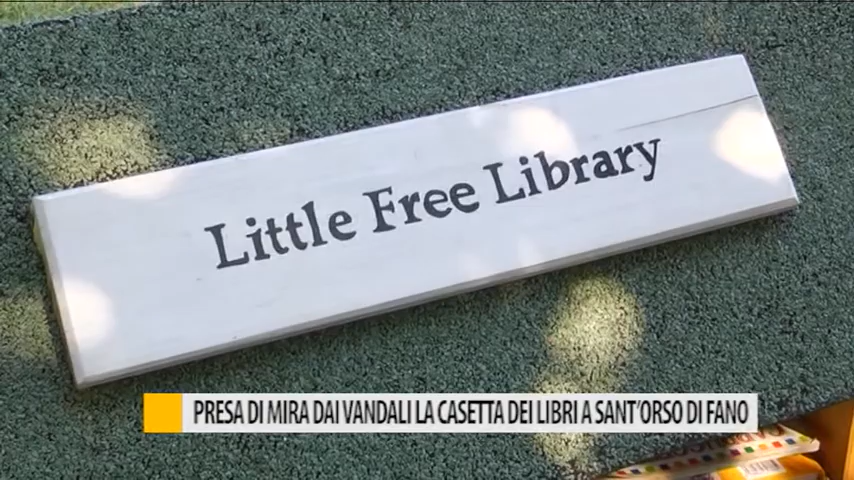 Little Free Library
PRESA DI MIRA DAI VANDALI LA CASETTA DEI LIBRI A SANT'ORSO DI FANO